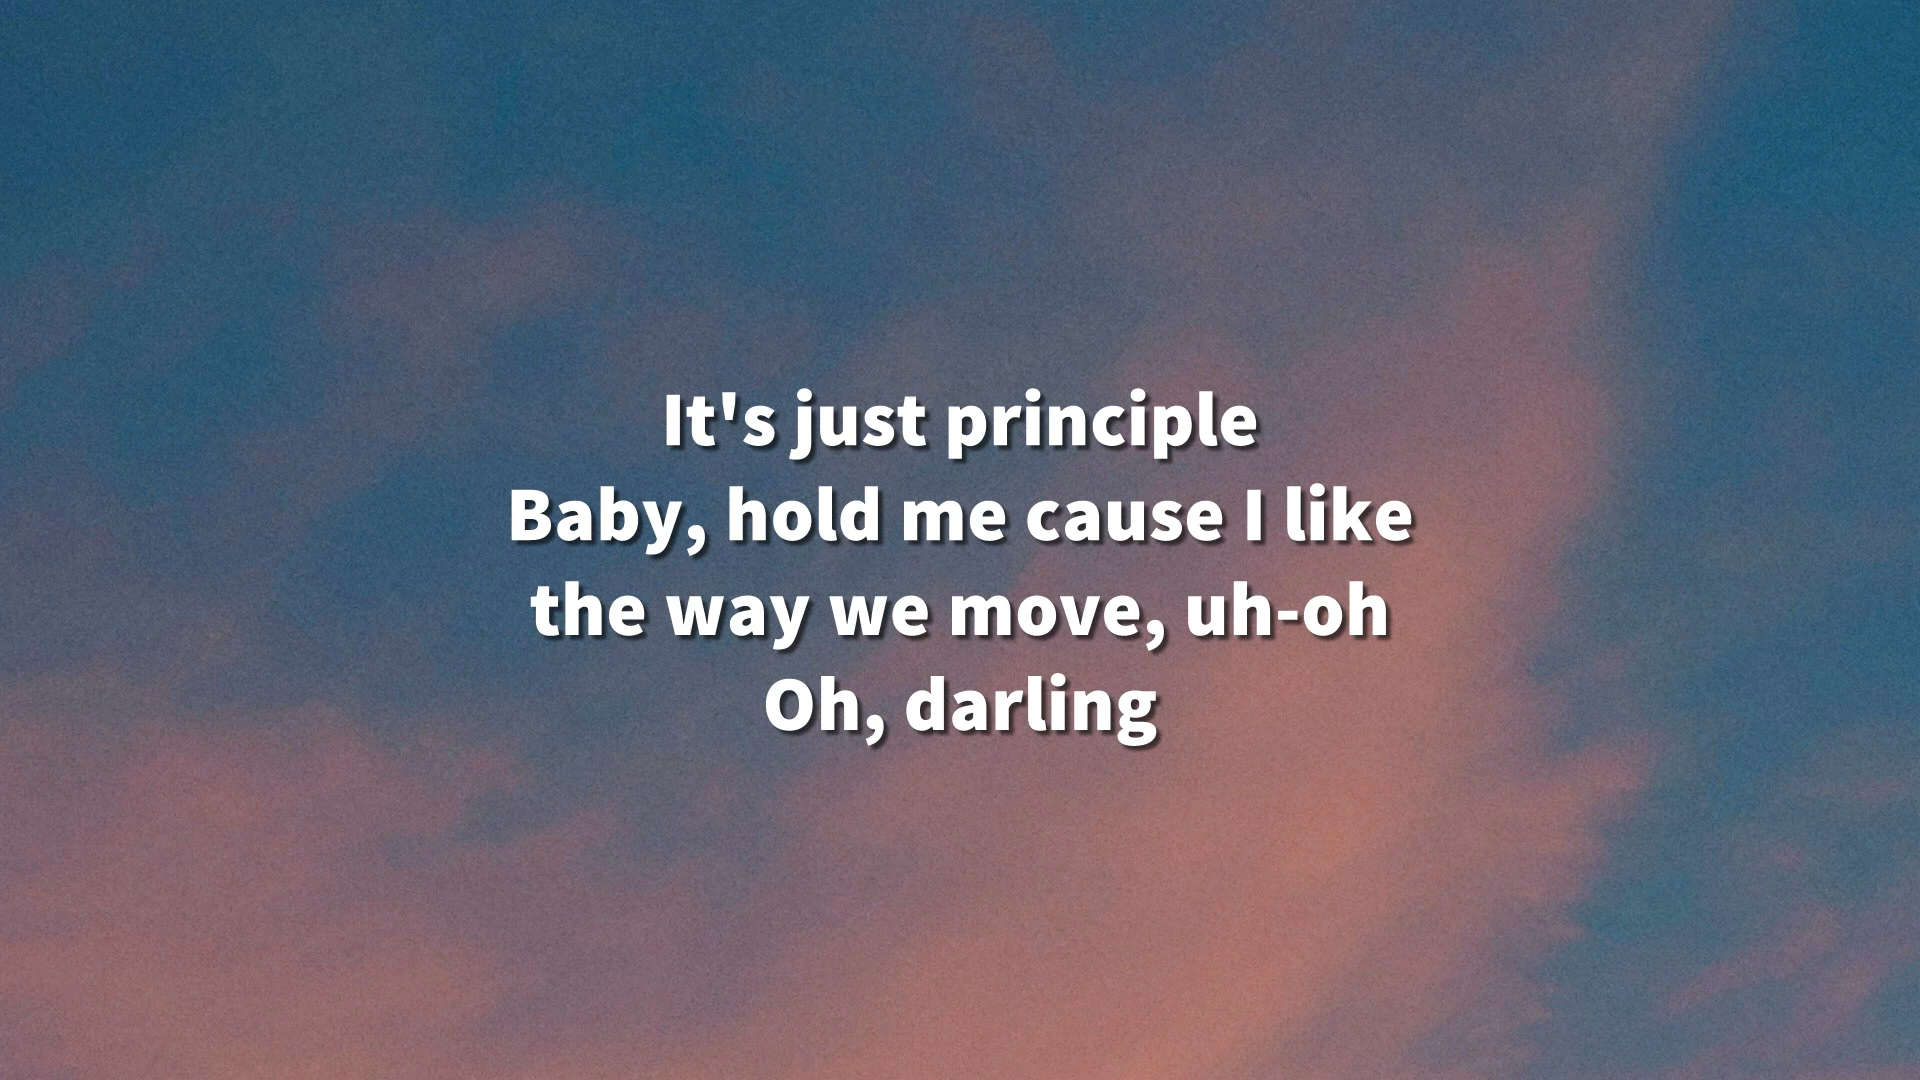 It's just principle
Baby, hold me cause I like
the way we move, uh-oh
Oh, darling